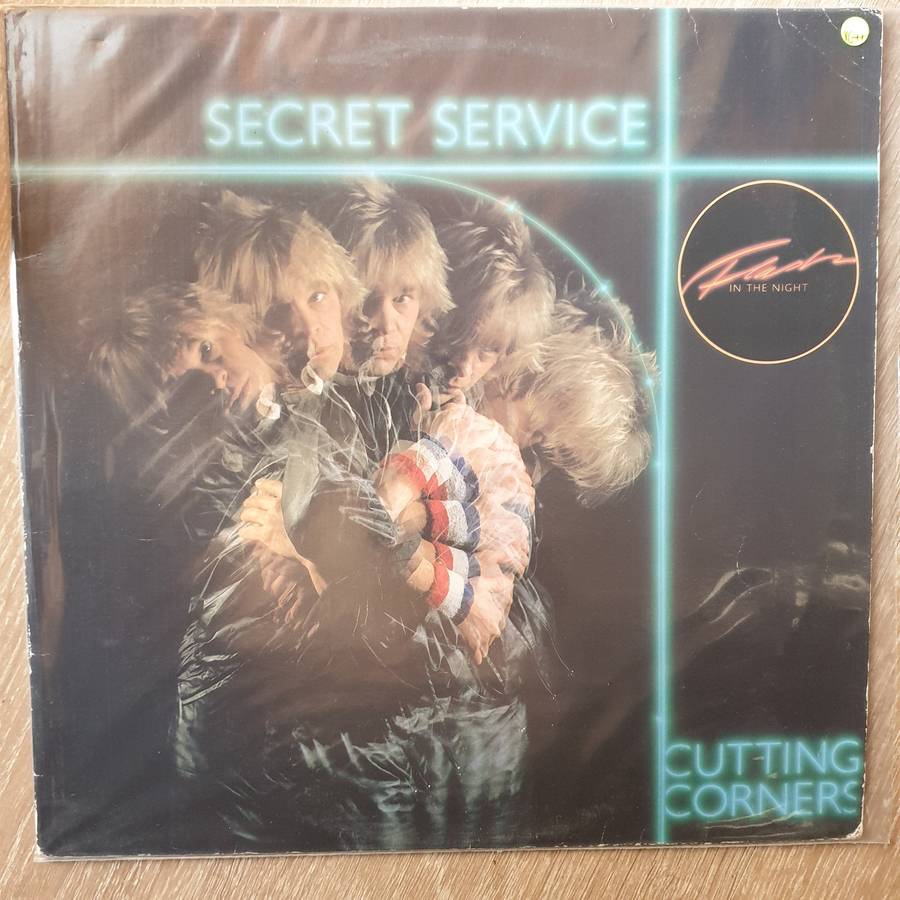 SECRET SERVICE
Flash
IN THE NIGHT
CUTTING
CORNERS